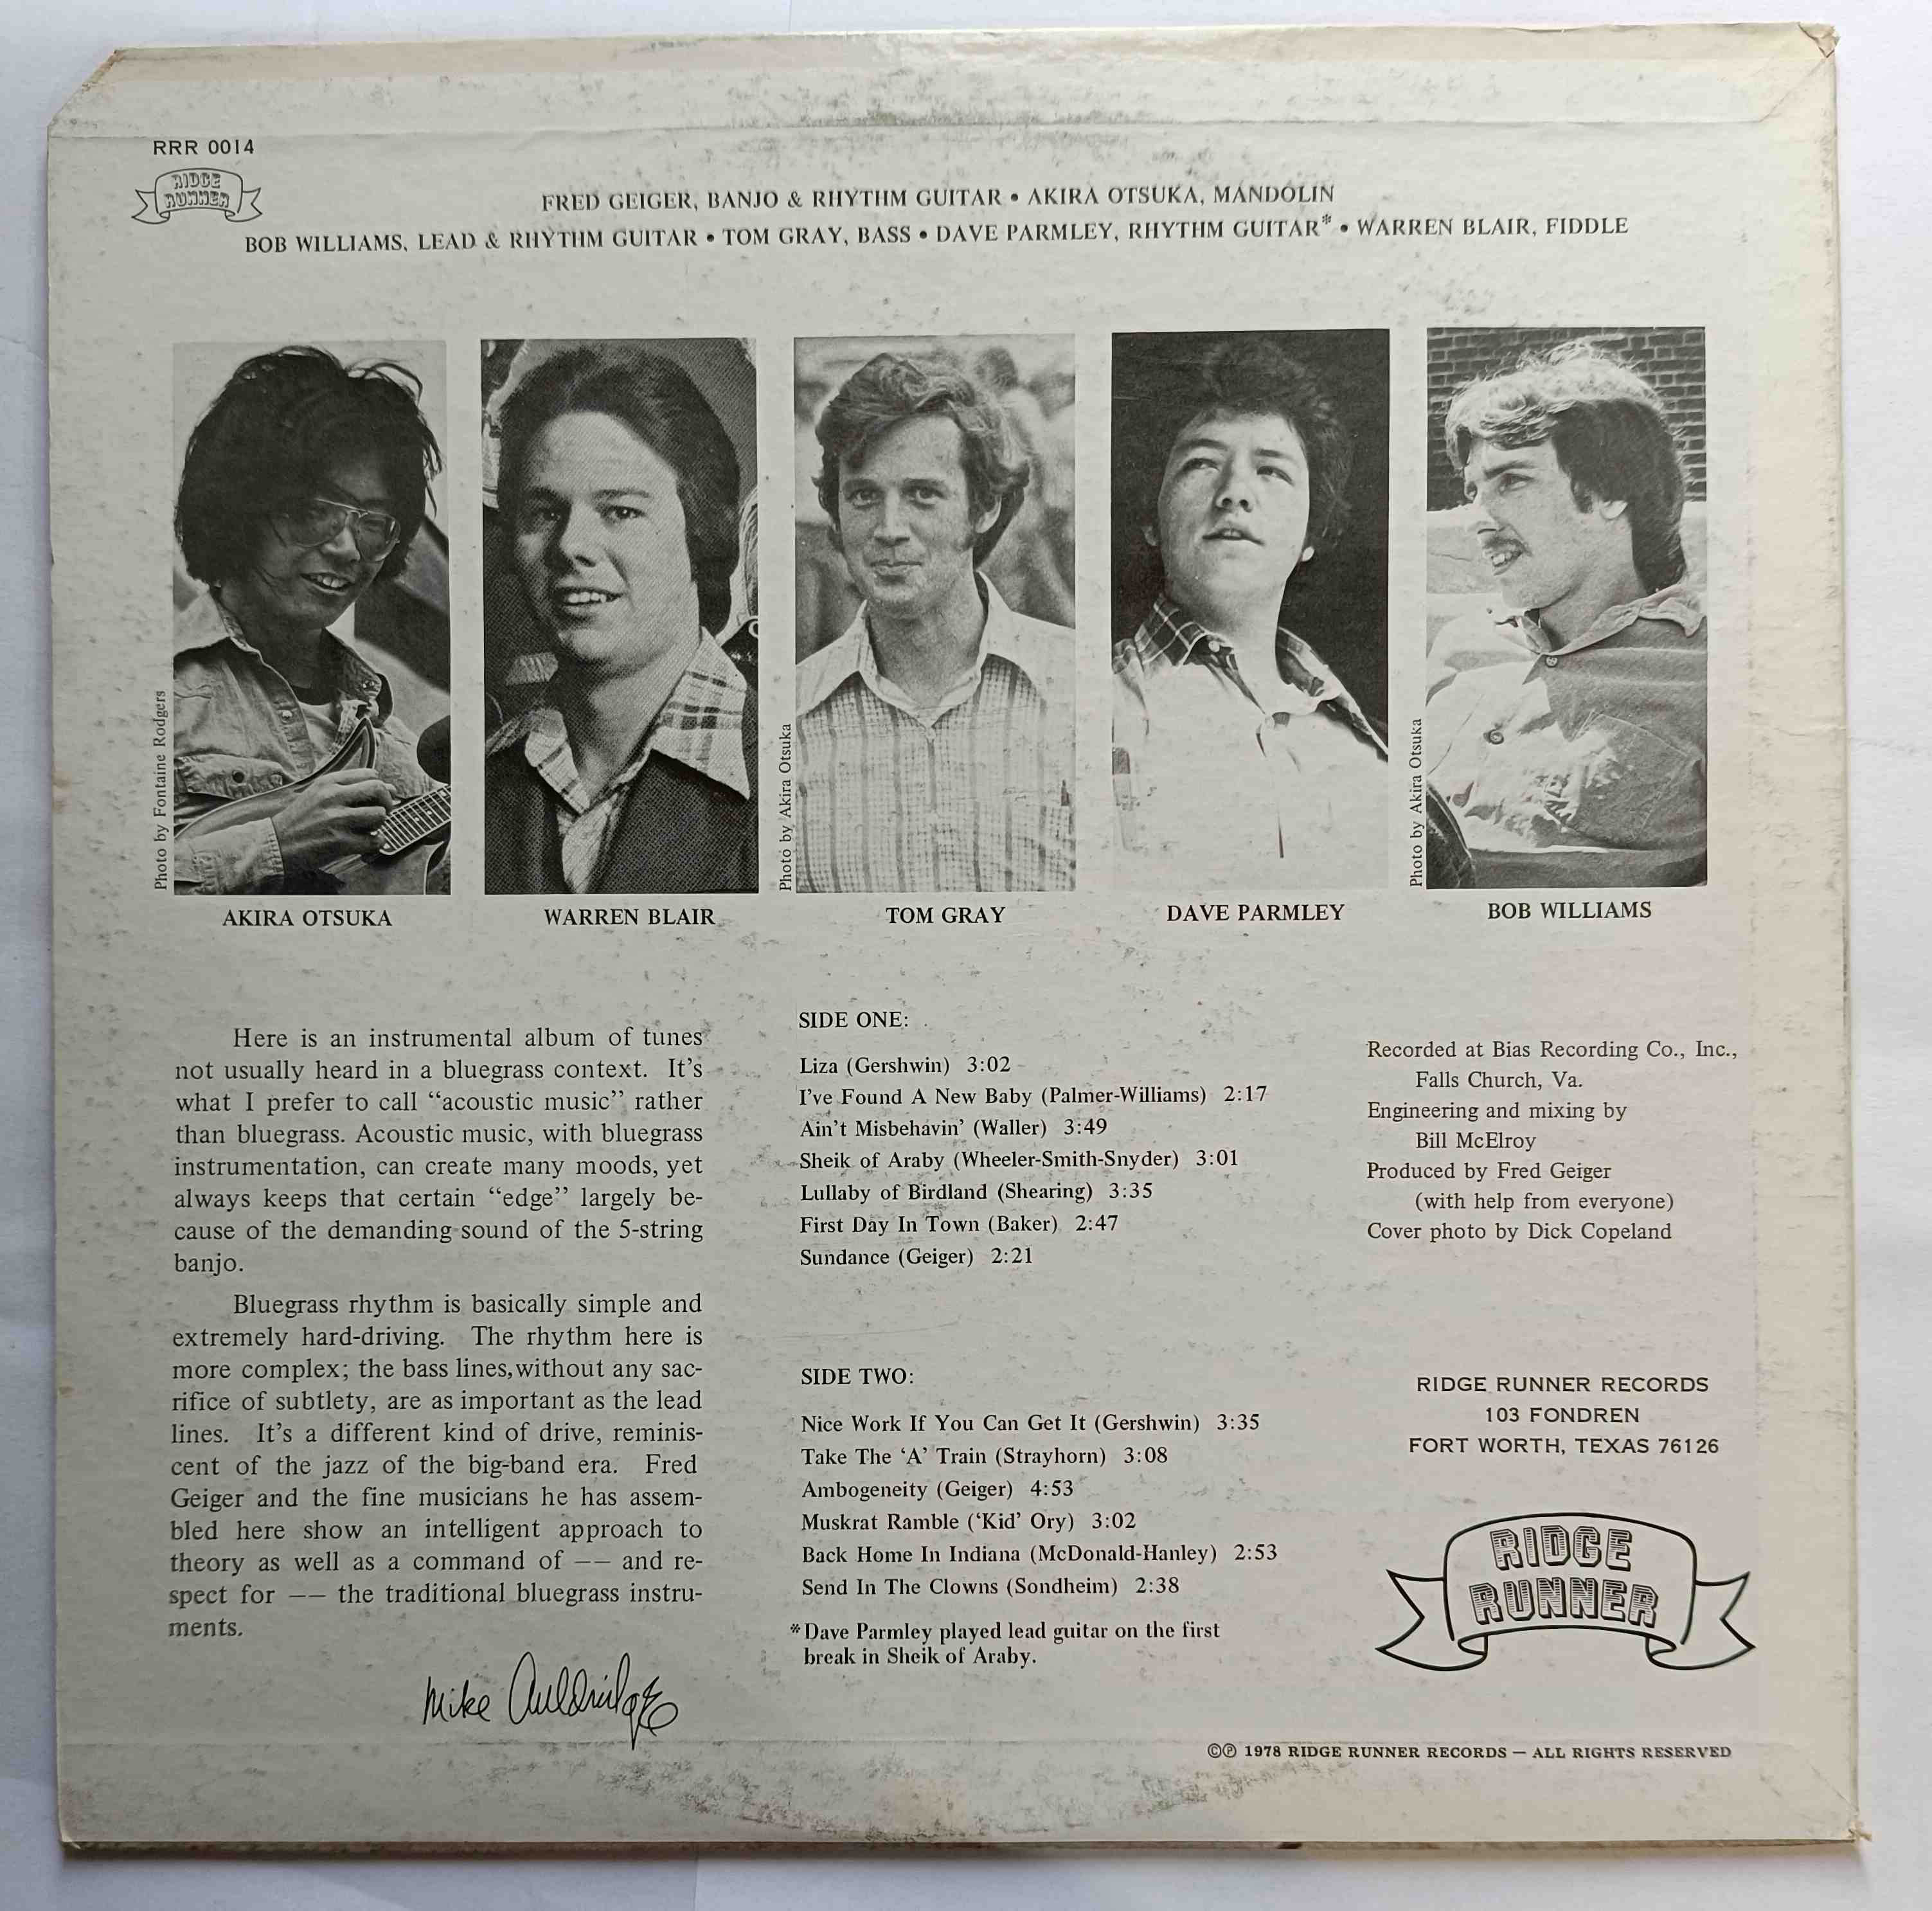 RRR 0014
RIDGE
RUNNER
FRED GEIGER, BANJO & RHYTHM GUITAR • AKIRA OTSUKA, MANDOLIN
BOB WILLIAMS, LEAD & RHYTHM GUITAR • TOM GRAY, BASS • DAVE PARMLEY, RHYTHM GUITAR* • WARREN BLAIR, FIDDLE
Photo by Fontaine Rodgers
Photo by Akira Otsuka
Photo by Akira Otsuka
AKIRA OTSUKA
WARREN BLAIR
TOM GRAY
DAVE PARMLEY
BOB WILLIAMS
Here is an instrumental album of tunes
not usually heard in a bluegrass context. It's
what I prefer to call “acoustic music” rather
than bluegrass. Acoustic music, with bluegrass
instrumentation, can create many moods, yet
always keeps that certain “edge” largely be-
cause of the demanding sound of the 5-string
banjo.
Bluegrass rhythm is basically simple and
extremely hard-driving. The rhythm here is
more complex; the bass lines, without any sac-
rifice of subtlety, are as important as the lead
lines. It's a different kind of drive, reminis-
cent of the jazz of the big-band era. Fred
Geiger and the fine musicians he has assem-
bled here show an intelligent approach to
theory as well as a command of —— and re-
spect for —— the traditional bluegrass instru-
ments.
Mike Auldridge
SIDE ONE:
Liza (Gershwin) 3:02
I've Found A New Baby (Palmer-Williams) 2:17
Ain't Misbehavin' (Waller) 3:49
Sheik of Araby (Wheeler-Smith-Snyder) 3:01
Lullaby of Birdland (Shearing) 3:35
First Day In Town (Baker) 2:47
Sundance (Geiger) 2:21
SIDE TWO:
Nice Work If You Can Get It (Gershwin) 3:35
Take The ‘A’ Train (Strayhorn) 3:08
Ambogeneity (Geiger) 4:53
Muskrat Ramble (‘Kid’ Ory) 3:02
Back Home In Indiana (McDonald-Hanley) 2:53
Send In The Clowns (Sondheim) 2:38
*Dave Parmley played lead guitar on the first
break in Sheik of Araby.
Recorded at Bias Recording Co., Inc.,
Falls Church, Va.
Engineering and mixing by
Bill McElroy
Produced by Fred Geiger
(with help from everyone)
Cover photo by Dick Copeland
RIDGE RUNNER RECORDS
103 FONDREN
FORT WORTH, TEXAS 76126
RIDGE
RUNNER
©℗ 1978 RIDGE RUNNER RECORDS — ALL RIGHTS RESERVED